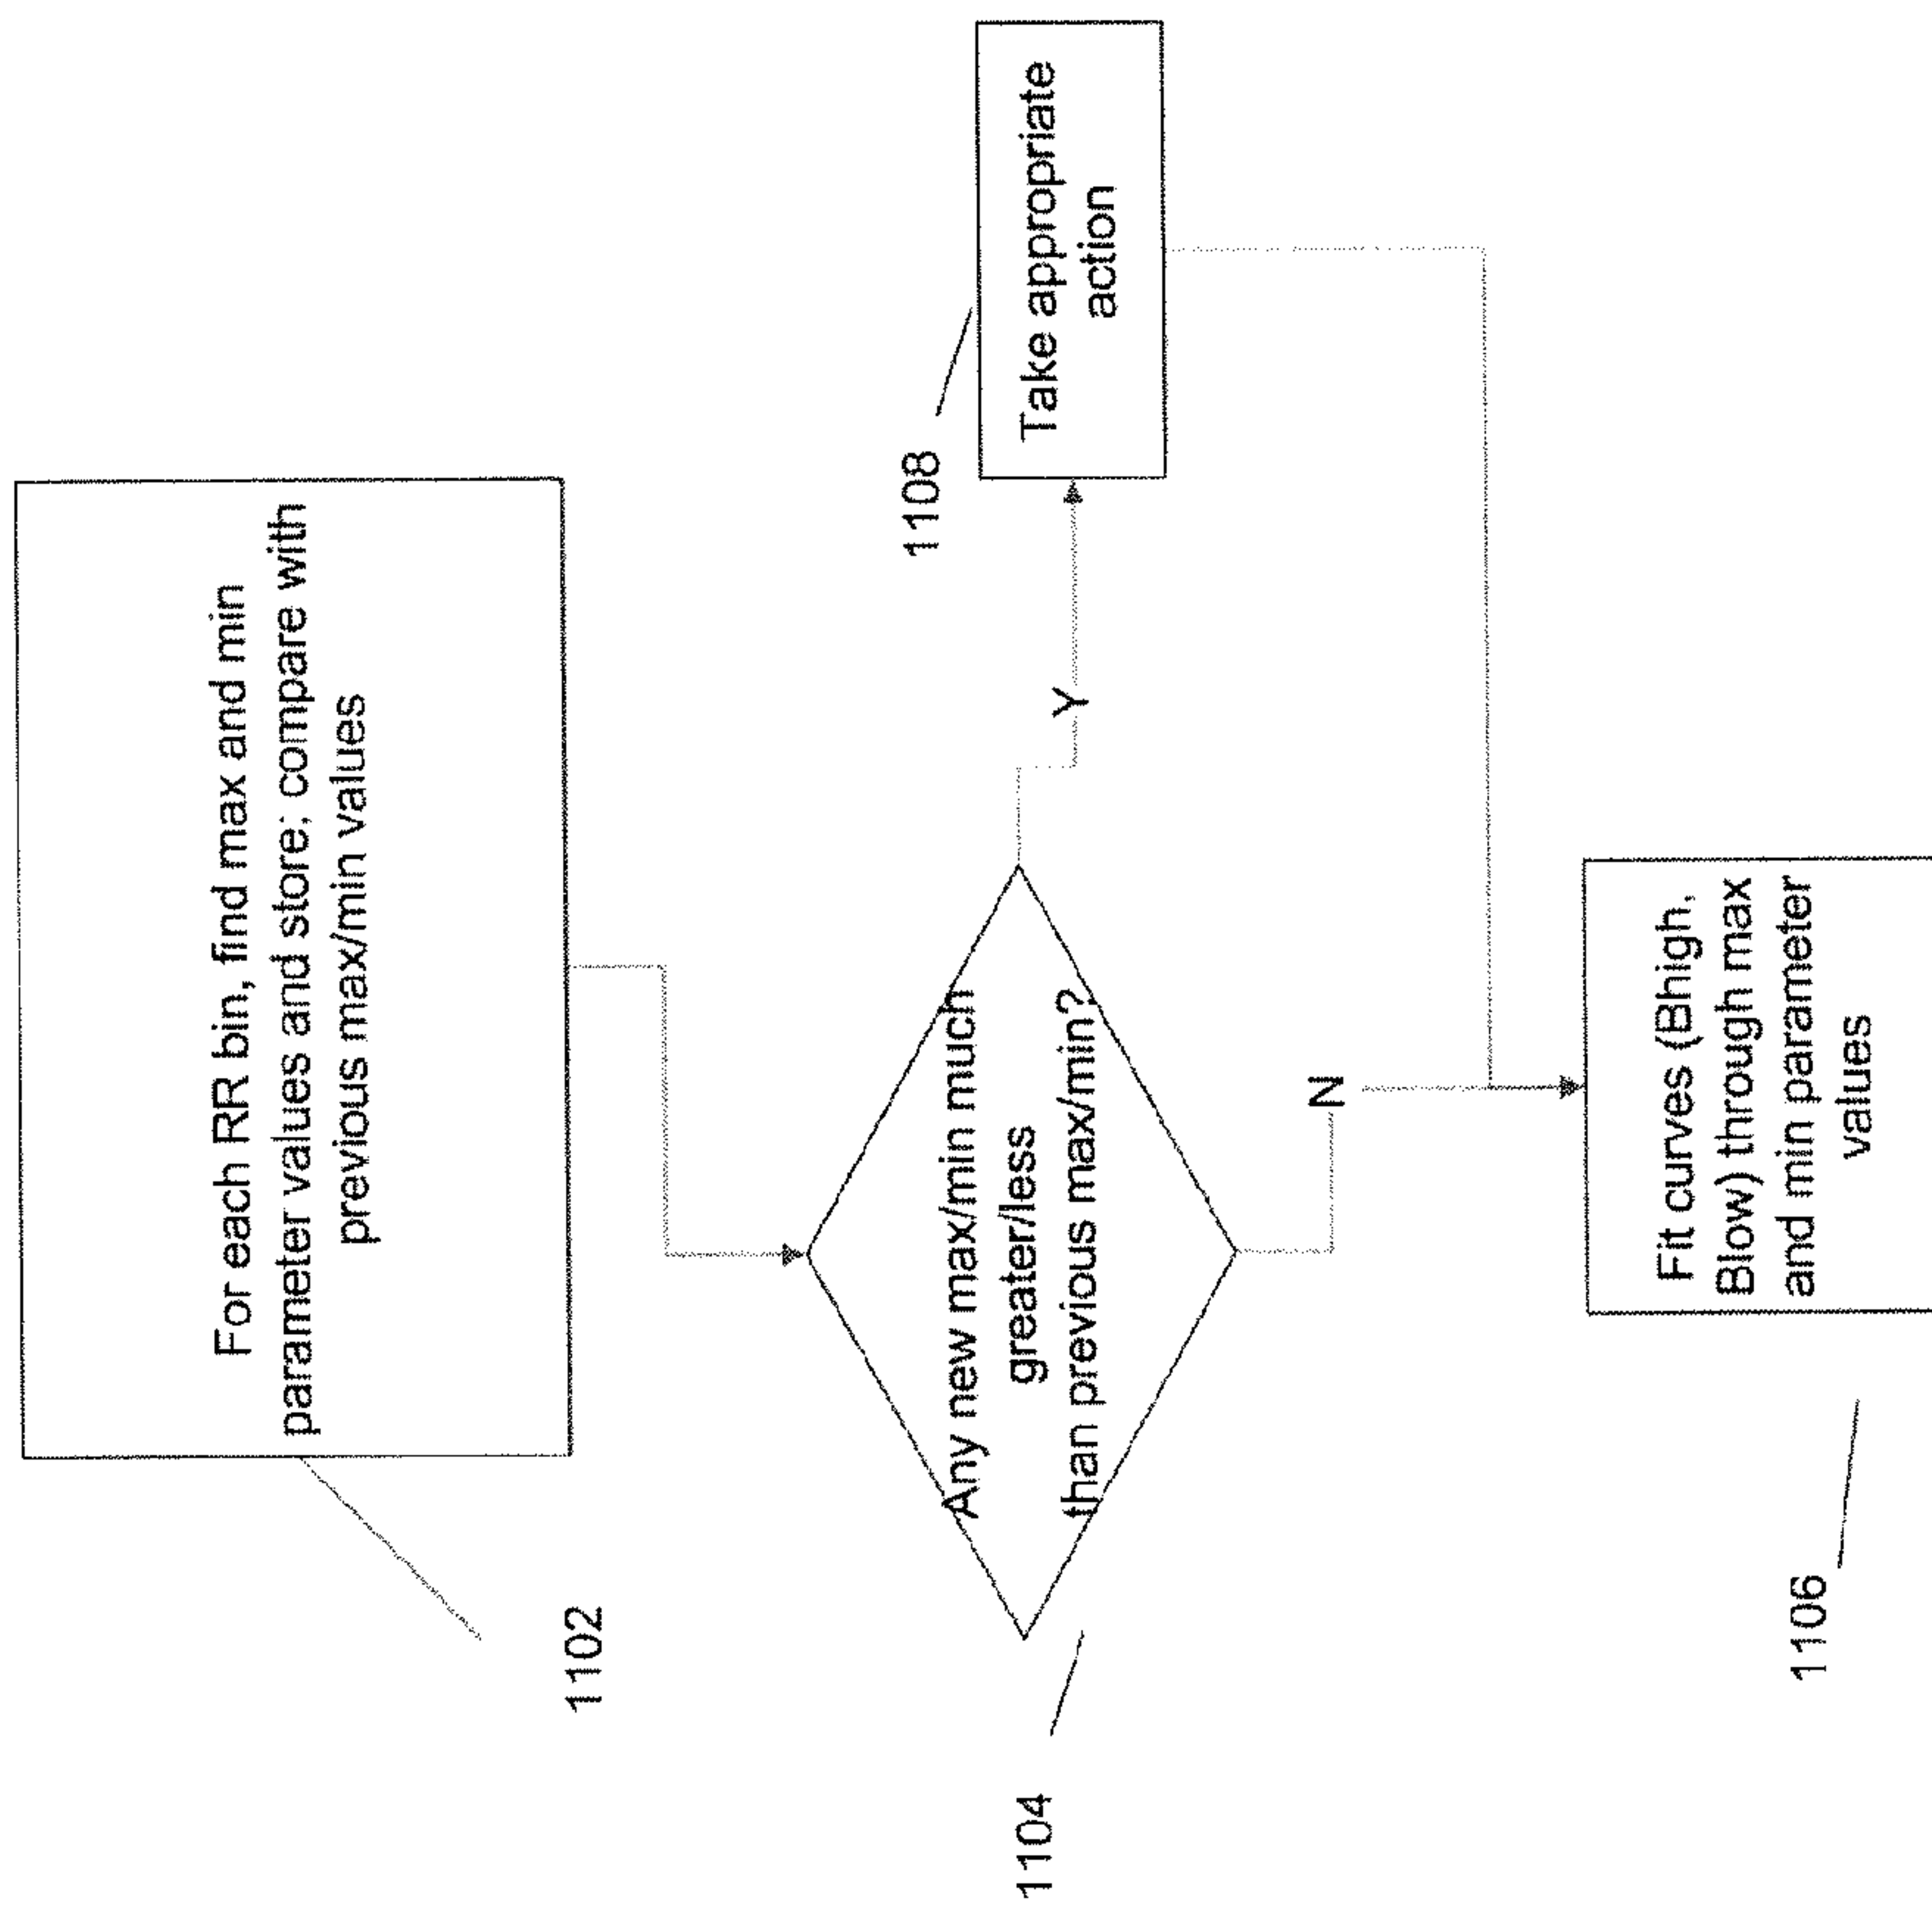 For each RR bin, find max and min
parameter values and store; compare with
previous max/min values
1102
Any new max/min much
greater/less
than previous max/min?
1104
Y
1108
Take appropriate
action
N
Fit curves (Bhigh,
Blow) through max
and min parameter
values
1106